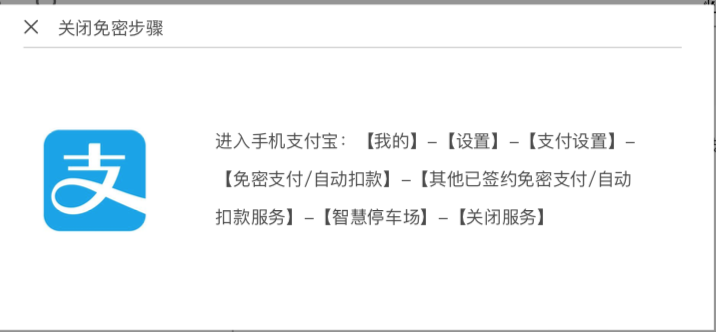 关闭免密步骤
进入手机支付宝：【我的】–【设置】–【支付设置】–
【免密支付/自动扣款】–【其他已签约免密支付/自动
扣款服务】–【智慧停车场】–【关闭服务】
支